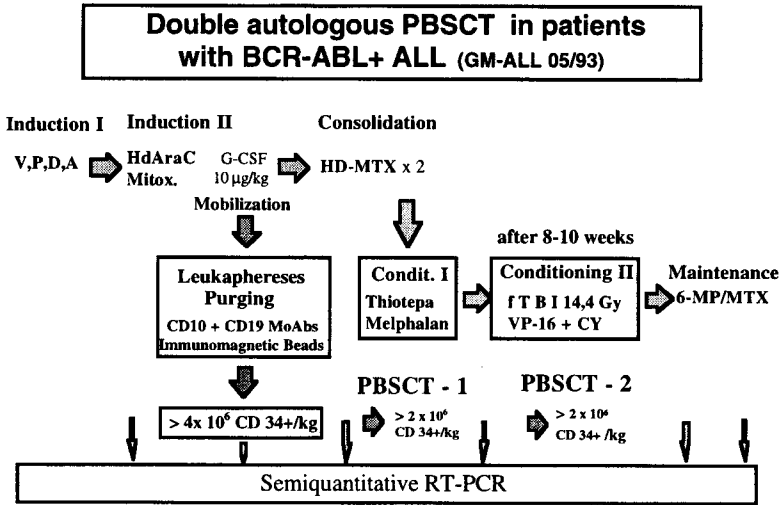 Double autologous PBSCT in patients
with BCR-ABL+ ALL (GM-ALL 05/93)
Induction I
Induction II
Consolidation
V,P,D,A
HdAraC
Mitox.
G-CSF
10 µg/kg
HD-MTX x 2
Mobilization
after 8-10 weeks
Leukaphereses
Purging
CD10 + CD19 MoAbs
Immunomagnetic Beads
Condit. I
Thiotepa
Melphalan
Conditioning II
f T B I 14,4 Gy
VP-16 + CY
Maintenance
6-MP/MTX
PBSCT - 1
PBSCT - 2
> 4x 10⁶ CD 34+/kg
> 2 x 10⁶
CD 34+/kg
> 2 x 10⁶
CD 34+ /kg
Semiquantitative RT-PCR